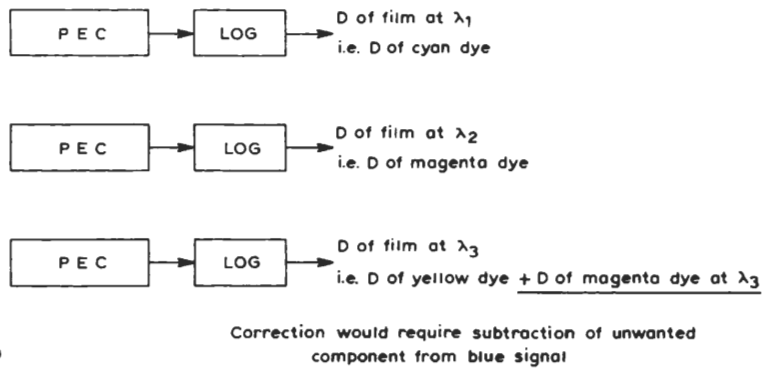 PEC LOG D of film at λ1
i.e. D of cyan dye
PEC LOG D of film at λ2
i.e. D of magenta dye
PEC LOG D of film at λ3
i.e. D of yellow dye + D of magenta dye at λ3
Correction would require subtraction of unwanted
component from blue signal